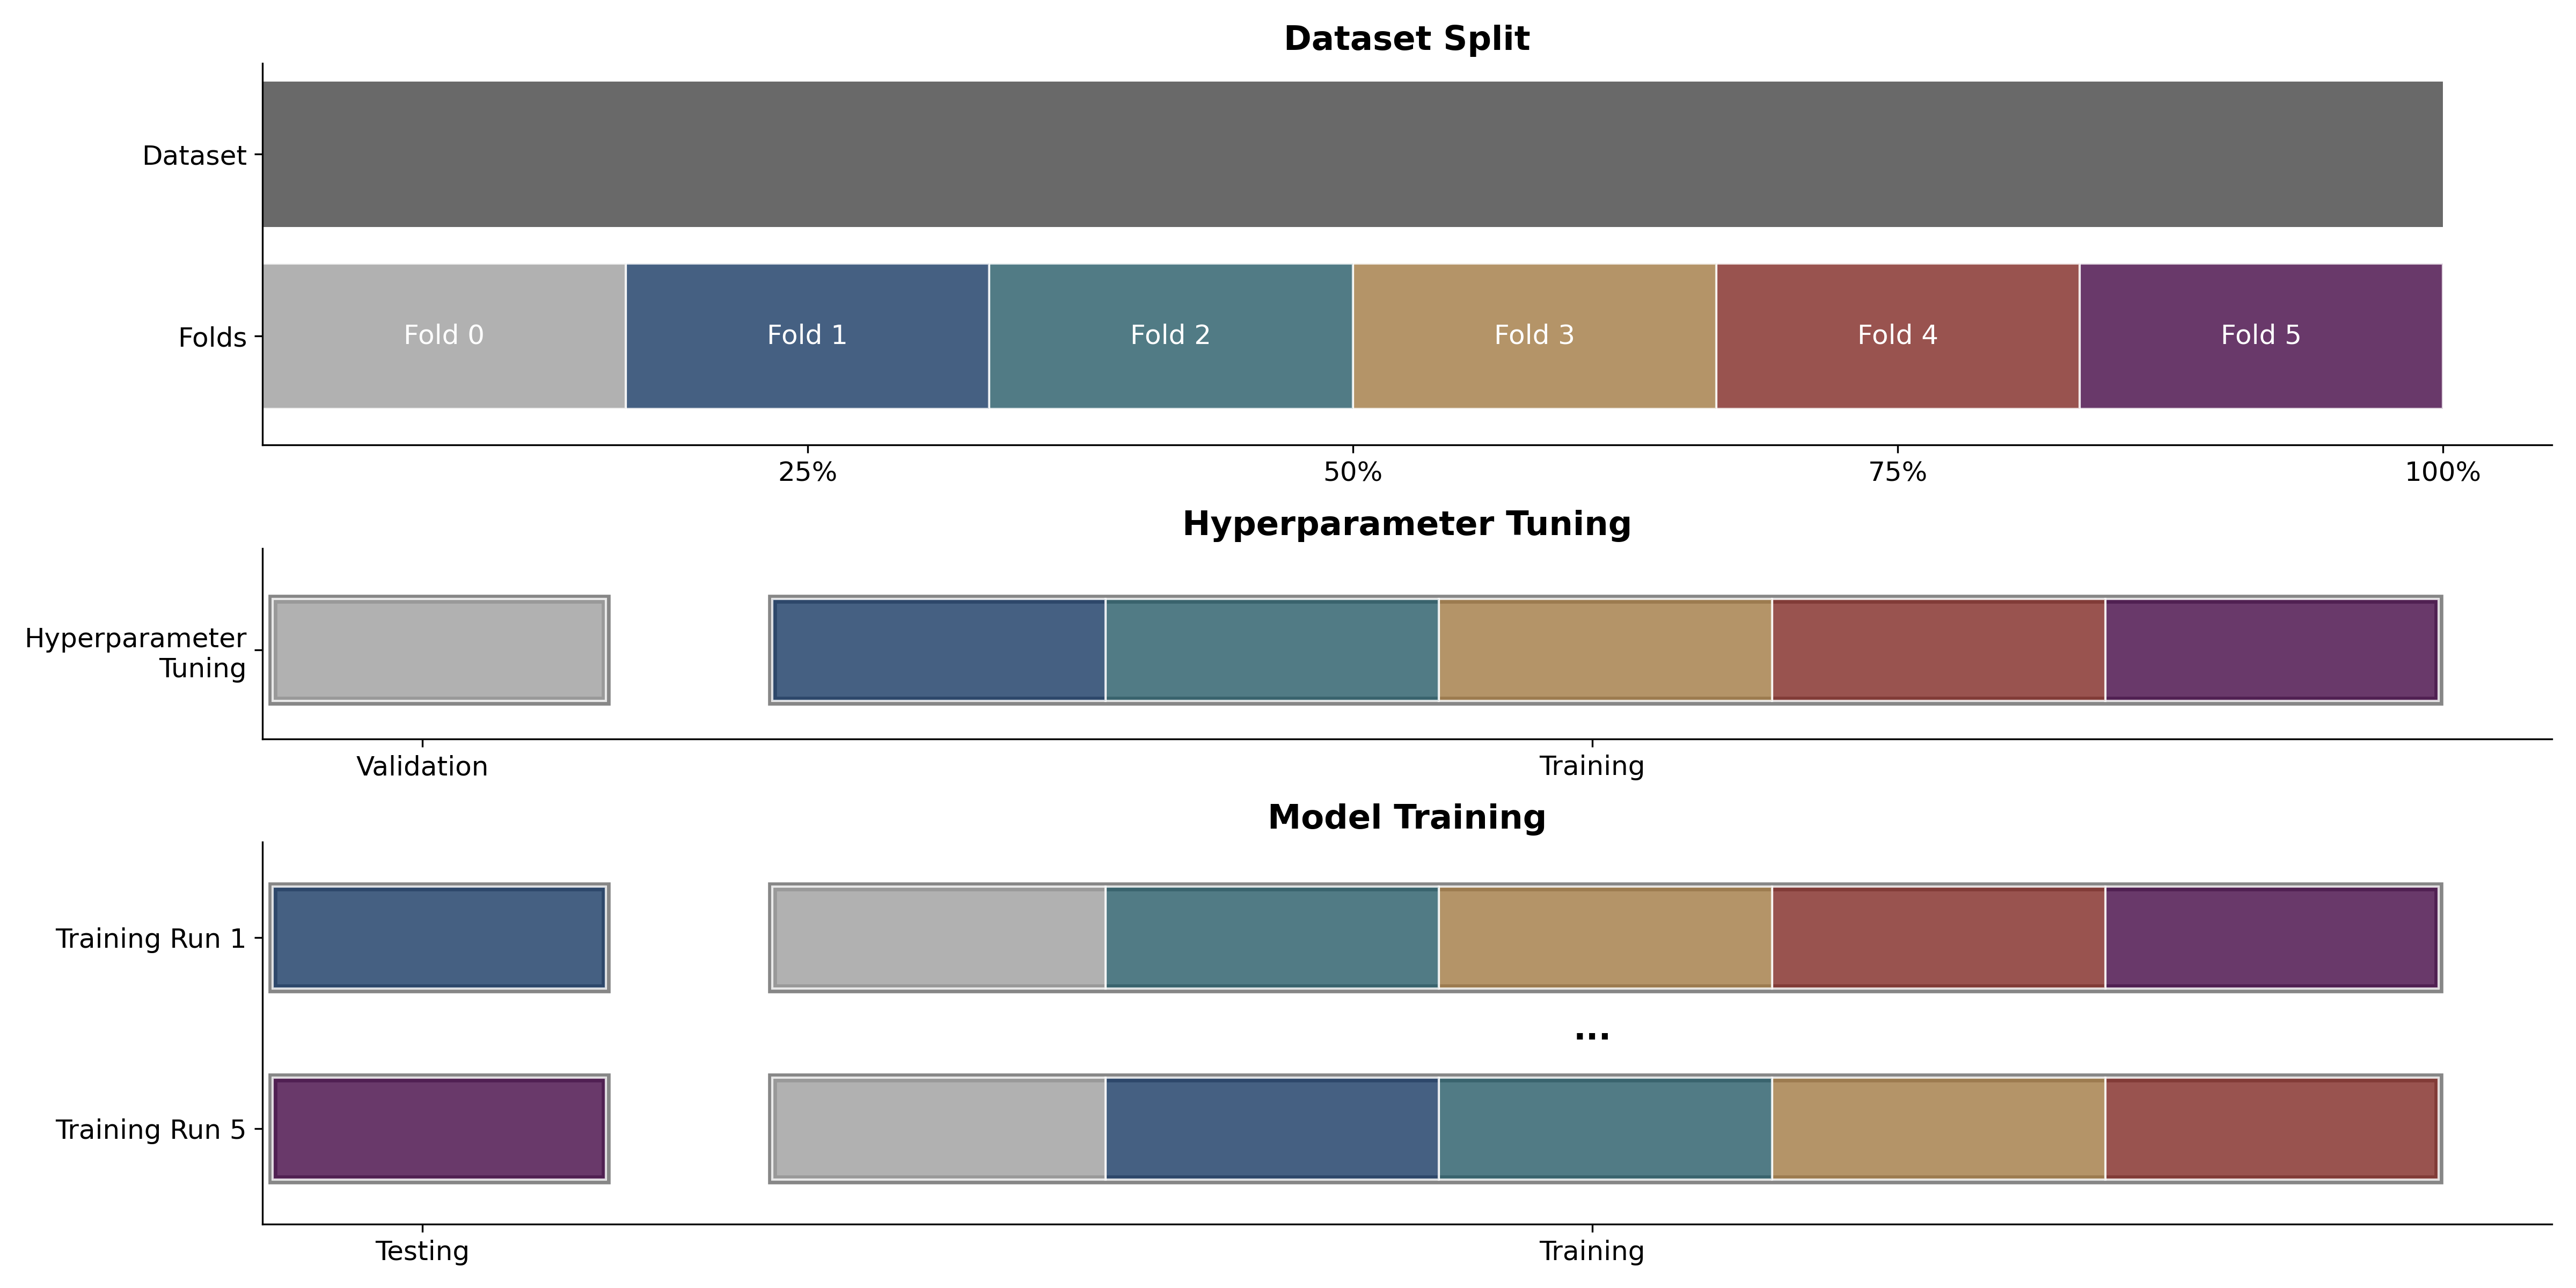 Dataset Split
Dataset
Folds
Fold 0
Fold 1
Fold 2
Fold 3
Fold 4
Fold 5
25%
50%
75%
100%
Hyperparameter Tuning
Hyperparameter
Tuning
Validation
Training
Model Training
Training Run 1
...
Training Run 5
Testing
Training